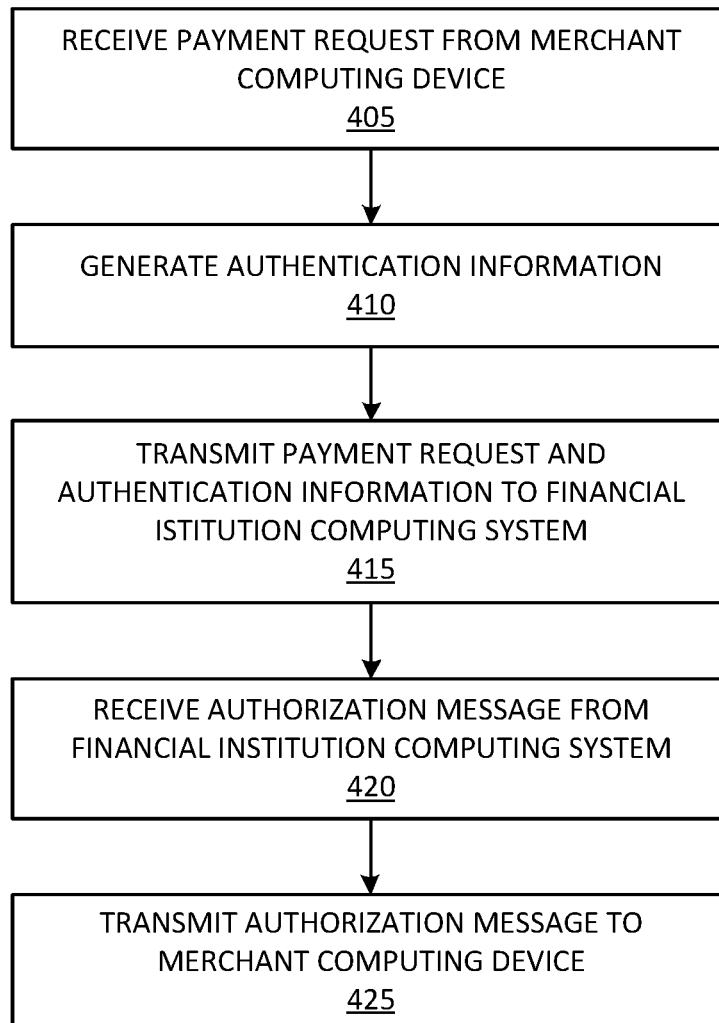 RECEIVE PAYMENT REQUEST FROM MERCHANT
COMPUTING DEVICE
405
GENERATE AUTHENTICATION INFORMATION
410
TRANSMIT PAYMENT REQUEST AND
AUTHENTICATION INFORMATION TO FINANCIAL
ISTITUTION COMPUTING SYSTEM
415
RECEIVE AUTHORIZATION MESSAGE FROM
FINANCIAL INSTITUTION COMPUTING SYSTEM
420
TRANSMIT AUTHORIZATION MESSAGE TO
MERCHANT COMPUTING DEVICE
425